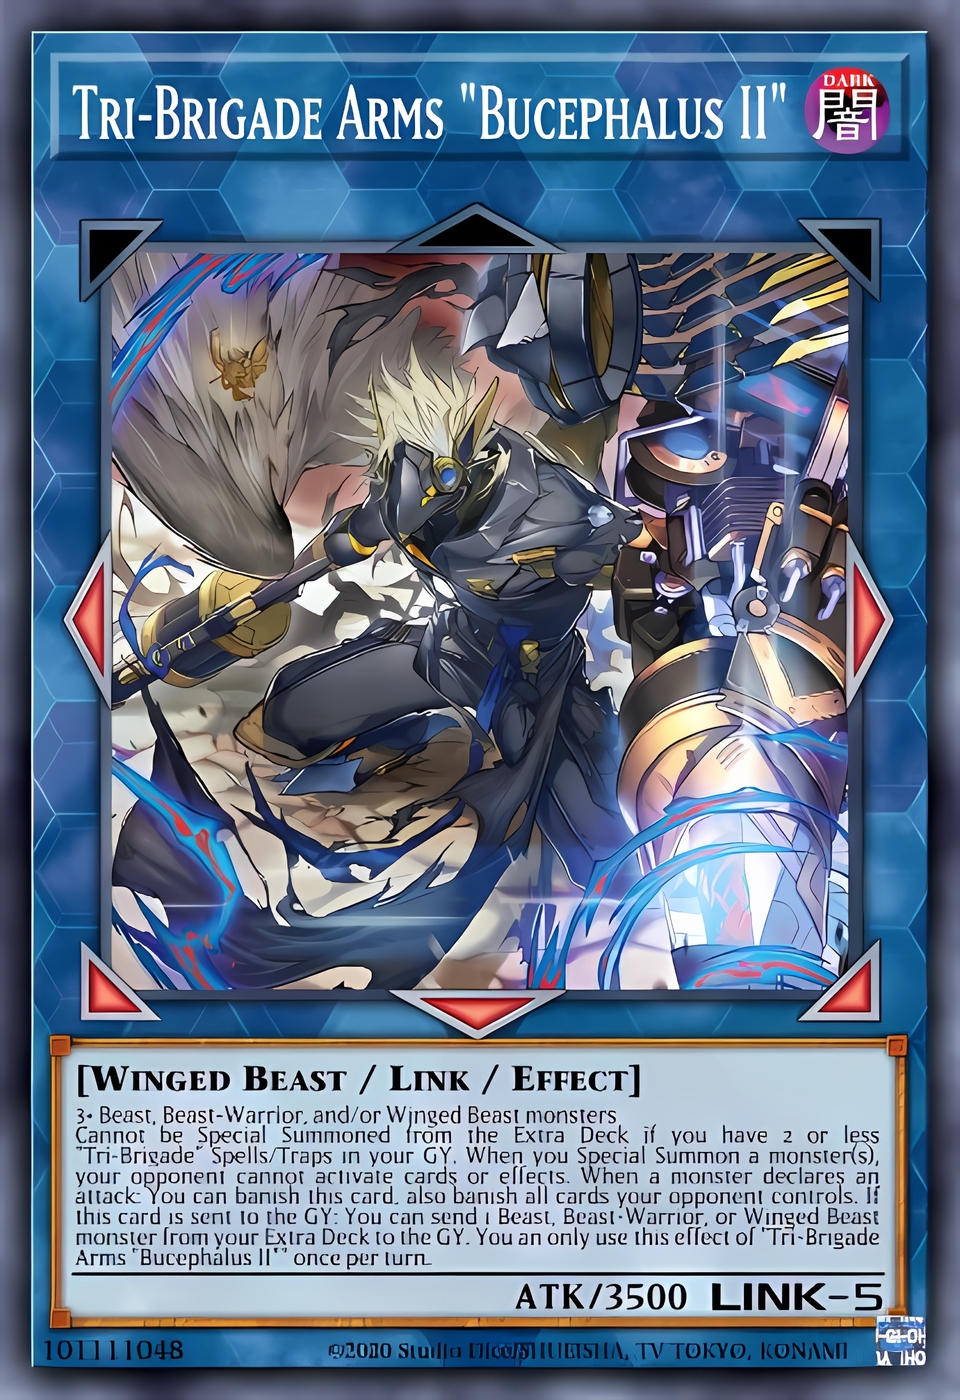 Tri-Brigade Arms "Bucephalus II"
DARK
闇
[Winged Beast / Link / Effect]
3+ Beast, Beast-Warrior, and/or Winged Beast monsters
Cannot be Special Summoned from the Extra Deck if you have 2 or less
"Tri-Brigade" Spells/Traps in your GY. When you Special Summon a monster(s),
your opponent cannot activate cards or effects. When a monster declares an
attack: You can banish this card, also banish all cards your opponent controls. If
this card is sent to the GY: You can send 1 Beast, Beast-Warrior, or Winged Beast
monster from your Extra Deck to the GY. You an only use this effect of "Tri-Brigade
Arms "Bucephalus II"" once per turn.
ATK/3500 LINK-5
101111048
©2020 Studio TV TOKYO, KONAMI